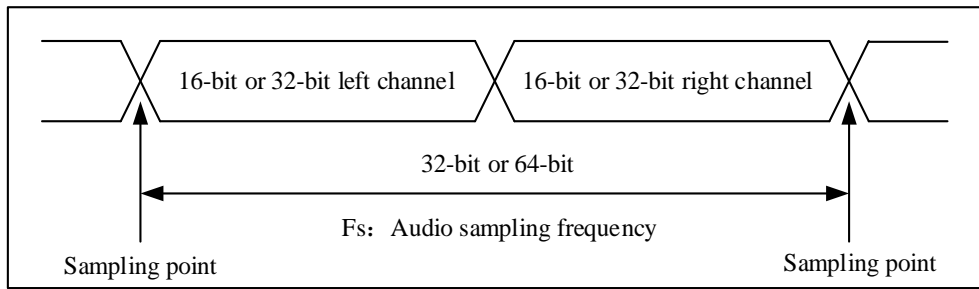 16-bit or 32-bit left channel 16-bit or 32-bit right channel
32-bit or 64-bit
Fs：Audio sampling frequency
Sampling point Sampling point